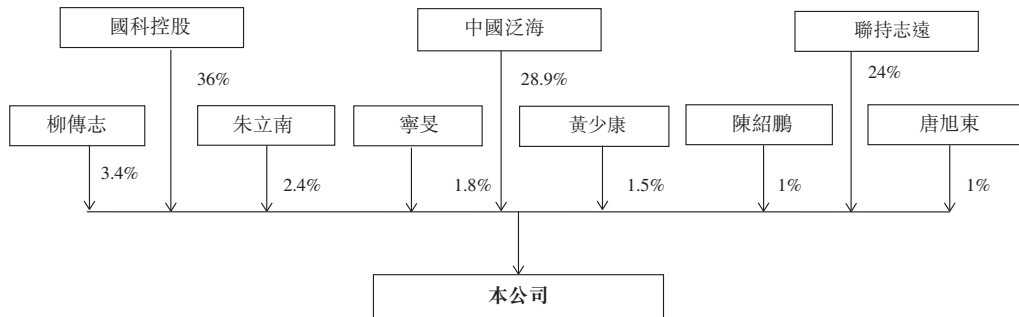 國科控股
中國泛海
聯持志遠
36%
28.9%
24%
柳傳志
朱立南
寧旻
黃少康
陳紹鵬
唐旭東
3.4%
2.4%
1.8%
1.5%
1%
1%
本公司